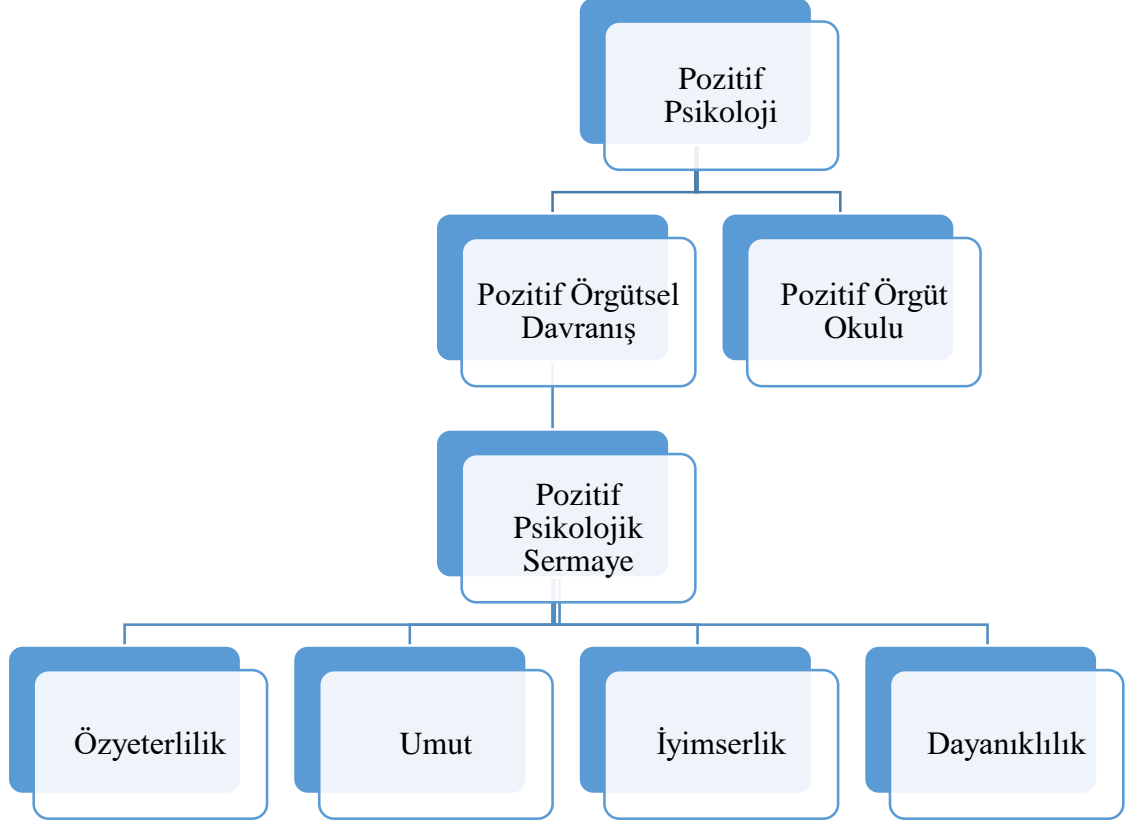 Pozitif
Psikoloji
Pozitif Örgütsel
Davranış
Pozitif Örgüt
Okulu
Pozitif
Psikolojik
Sermaye
Özyeterlilik
Umut
İyimserlik
Dayanıklılık